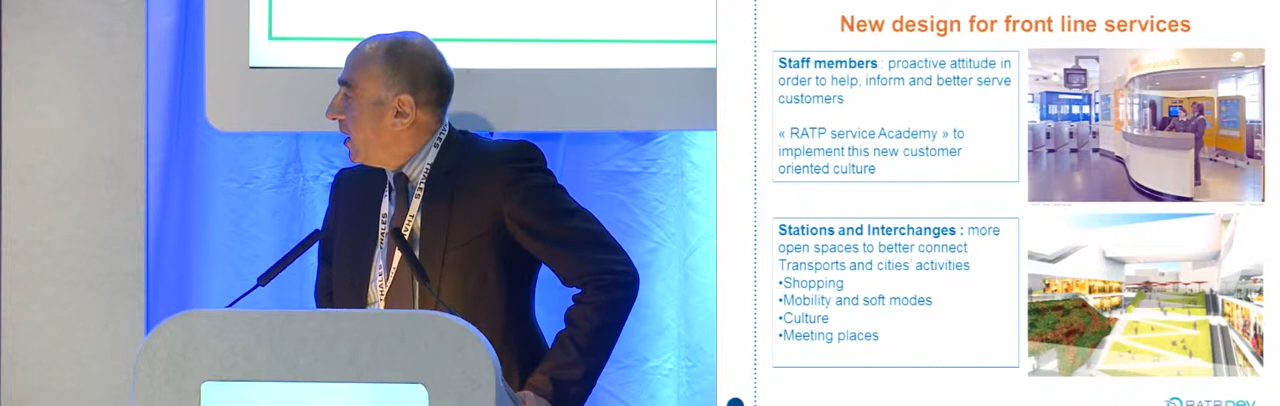 New design for front line services
Staff members : proactive attitude in
order to help, inform and better serve
customers
« RATP service Academy » to
implement this new customer
oriented culture
Stations and Interchanges : more
open spaces to better connect
Transports and cities' activities
•Shopping
•Mobility and soft modes
•Culture
•Meeting places
THALES
THALES
THALES
RATP Dev